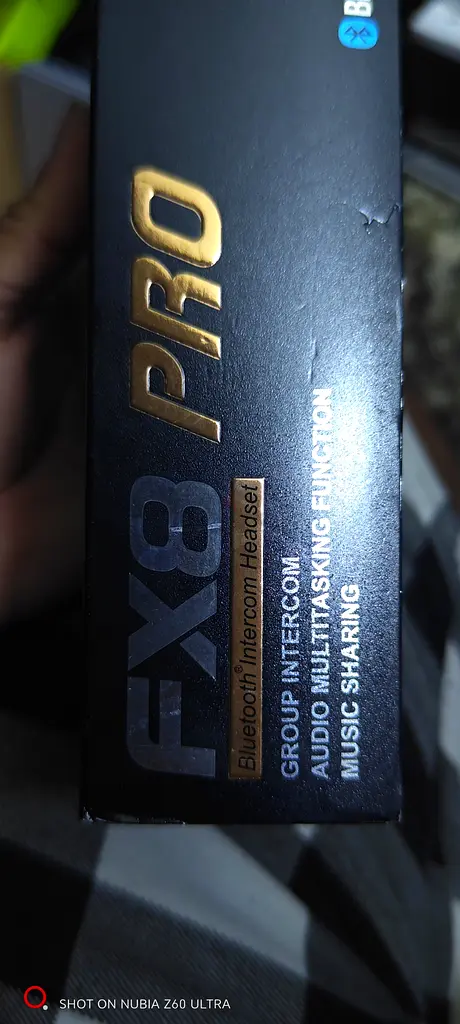 FX8 PRO
Bluetooth® Intercom Headset
GROUP INTERCOM
AUDIO MULTITASKING FUNCTION
MUSIC SHARING
SHOT ON NUBIA Z60 ULTRA